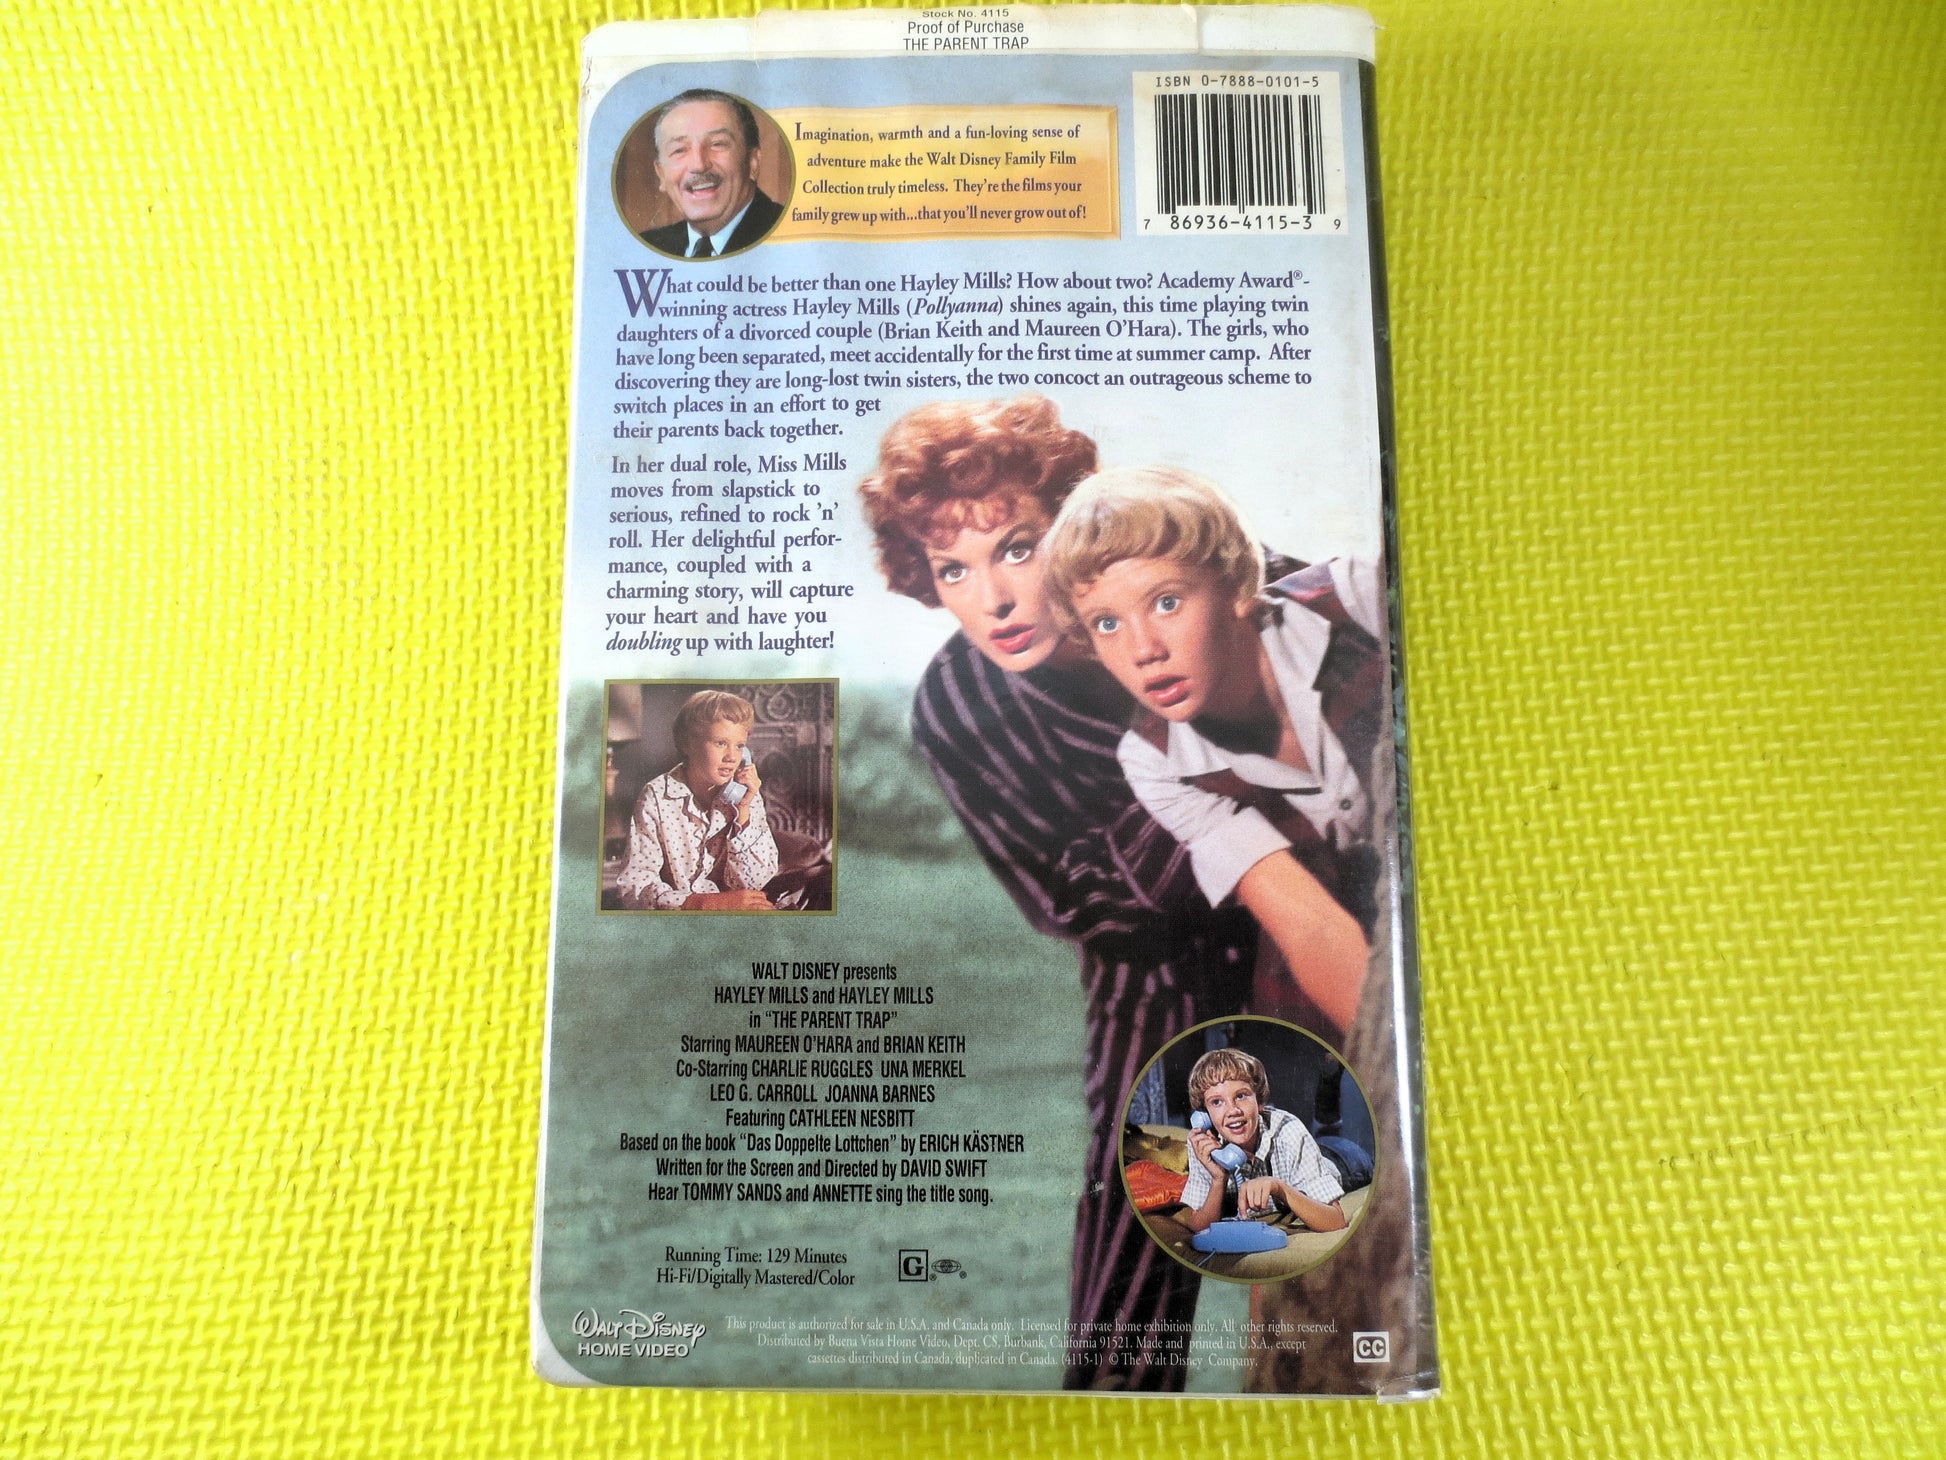 Stock No. 4115
Proof of Purchase
THE PARENT TRAP
ISBN 0-7888-0101-5
7 86936-4115-3 9
Imagination, warmth and a fun-loving sense of
adventure make the Walt Disney Family Film
Collection truly timeless. They're the films your
family grew up with...that you'll never grow out of!
What could be better than one Hayley Mills? How about two? Academy Award®-
winning actress Hayley Mills (Pollyanna) shines again, this time playing twin
daughters of a divorced couple (Brian Keith and Maureen O'Hara). The girls, who
have long been separated, meet accidentally for the first time at summer camp. After
discovering they are long-lost twin sisters, the two concoct an outrageous scheme to
switch places in an effort to get
their parents back together.
In her dual role, Miss Mills
moves from slapstick to
serious, refined to rock 'n'
roll. Her delightful perfor-
mance, coupled with a
charming story, will capture
your heart and have you
doubling up with laughter!
WALT DISNEY presents
HAYLEY MILLS and HAYLEY MILLS
in "THE PARENT TRAP"
Starring MAUREEN O'HARA and BRIAN KEITH
Co-Starring CHARLIE RUGGLES UNA MERKEL
LEO G. CARROLL JOANNA BARNES
Featuring CATHLEEN NESBITT
Based on the book "Das Doppelte Lottchen" by ERICH KÄSTNER
Written for the Screen and Directed by DAVID SWIFT
Hear TOMMY SANDS and ANNETTE sing the title song.
Running Time: 129 Minutes
Hi-Fi/Digitally Mastered/Color
G ® ®
WALT DISNEY
HOME VIDEO
This product is authorized for sale in U.S.A. and Canada only. Licensed for private home exhibition only. All other rights reserved.
Distributed by Buena Vista Home Video, Dept. CS, Burbank, California 91521. Made and printed in U.S.A., except
cassettes distributed in Canada, duplicated in Canada. (4115-1) © The Walt Disney Company.
CC